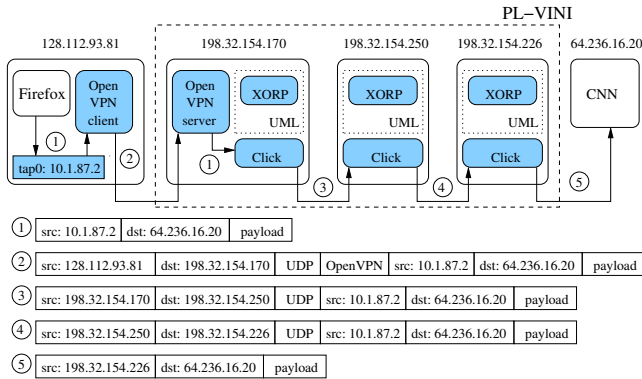 PL-VINI
128.112.93.81
198.32.154.170
198.32.154.250
198.32.154.226
64.236.16.20
Firefox
Open
VPN
client
Open
VPN
server
XORP
UML
XORP
UML
XORP
UML
CNN
1
tap0: 10.1.87.2
2
1
Click
3
Click
4
Click
5
1 src: 10.1.87.2 dst: 64.236.16.20 payload
2 src: 128.112.93.81 dst: 198.32.154.170 UDP OpenVPN src: 10.1.87.2 dst: 64.236.16.20 payload
3 src: 198.32.154.170 dst: 198.32.154.250 UDP src: 10.1.87.2 dst: 64.236.16.20 payload
4 src: 198.32.154.250 dst: 198.32.154.226 UDP src: 10.1.87.2 dst: 64.236.16.20 payload
5 src: 198.32.154.226 dst: 64.236.16.20 payload